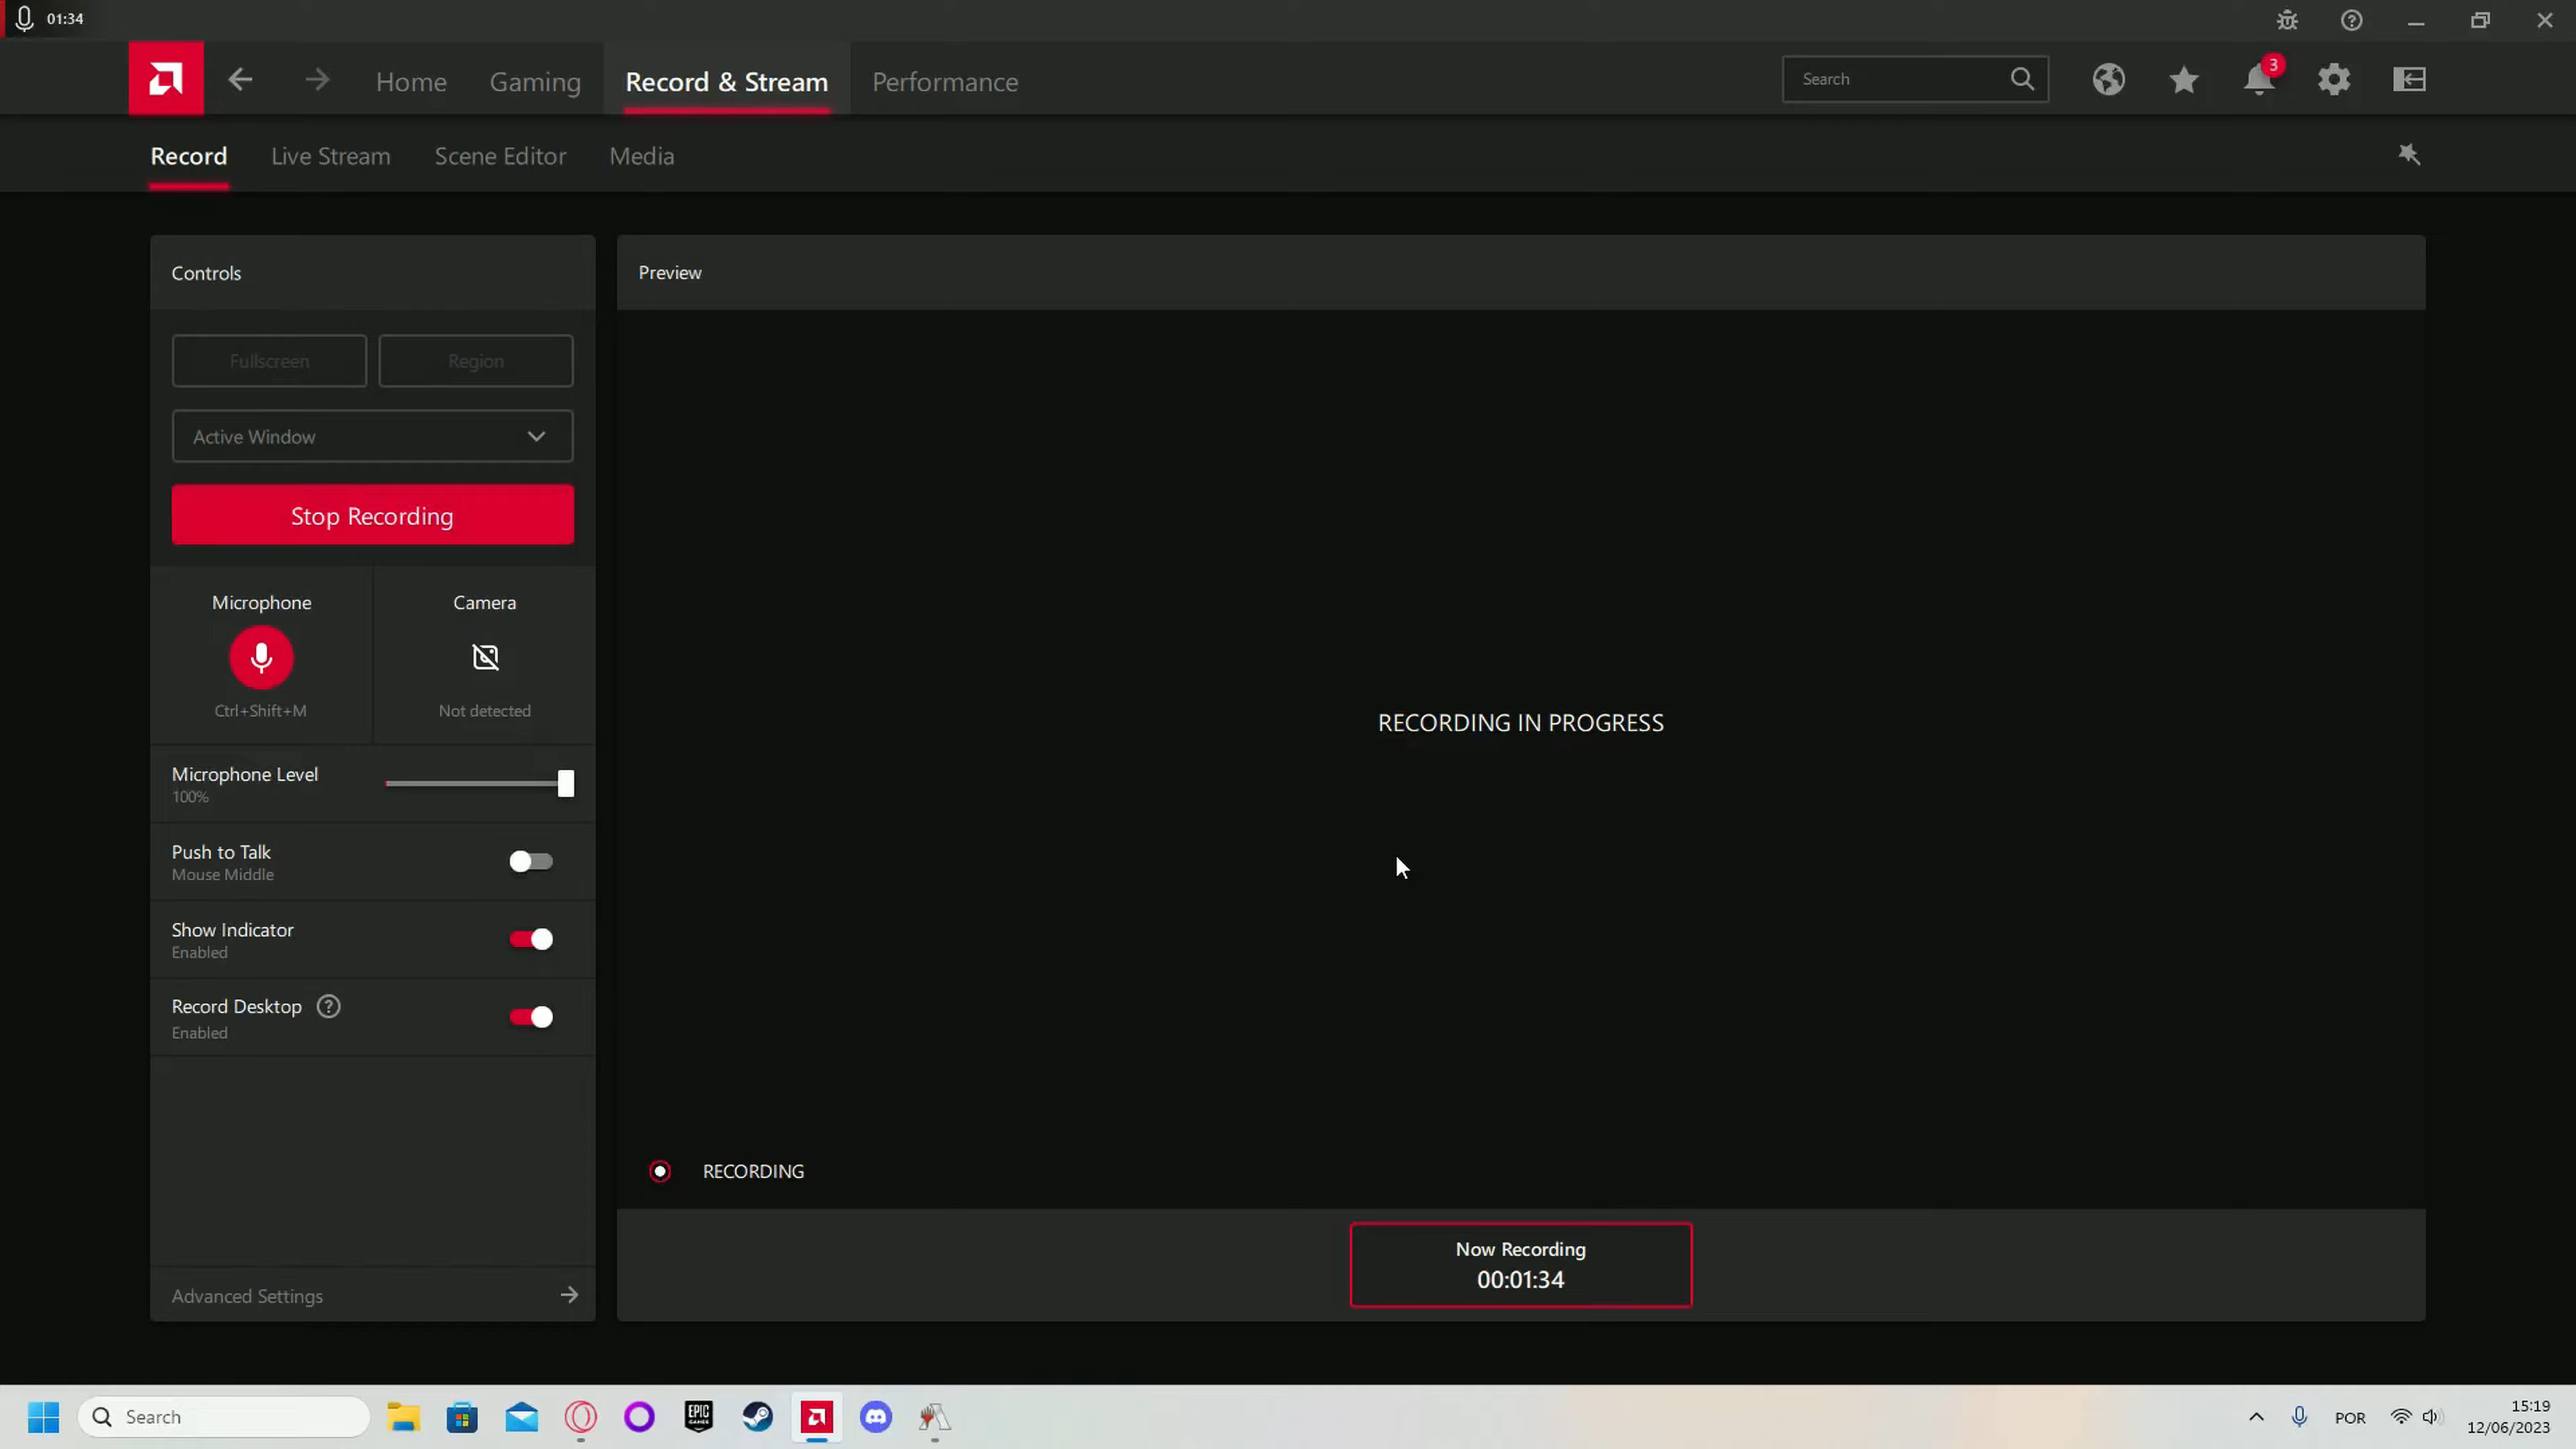 01:34
Home
Gaming
Record & Stream
Performance
Search
3
Record
Live Stream
Scene Editor
Media
Controls
Fullscreen
Region
Active Window
Stop Recording
Microphone
Camera
Ctrl+Shift+M
Not detected
Microphone Level
100%
Push to Talk
Mouse Middle
Show Indicator
Enabled
Record Desktop
Enabled
Advanced Settings
Preview
RECORDING IN PROGRESS
RECORDING
Now Recording
00:01:34
Search
EPIC
GAMES
POR
15:19
12/06/2023